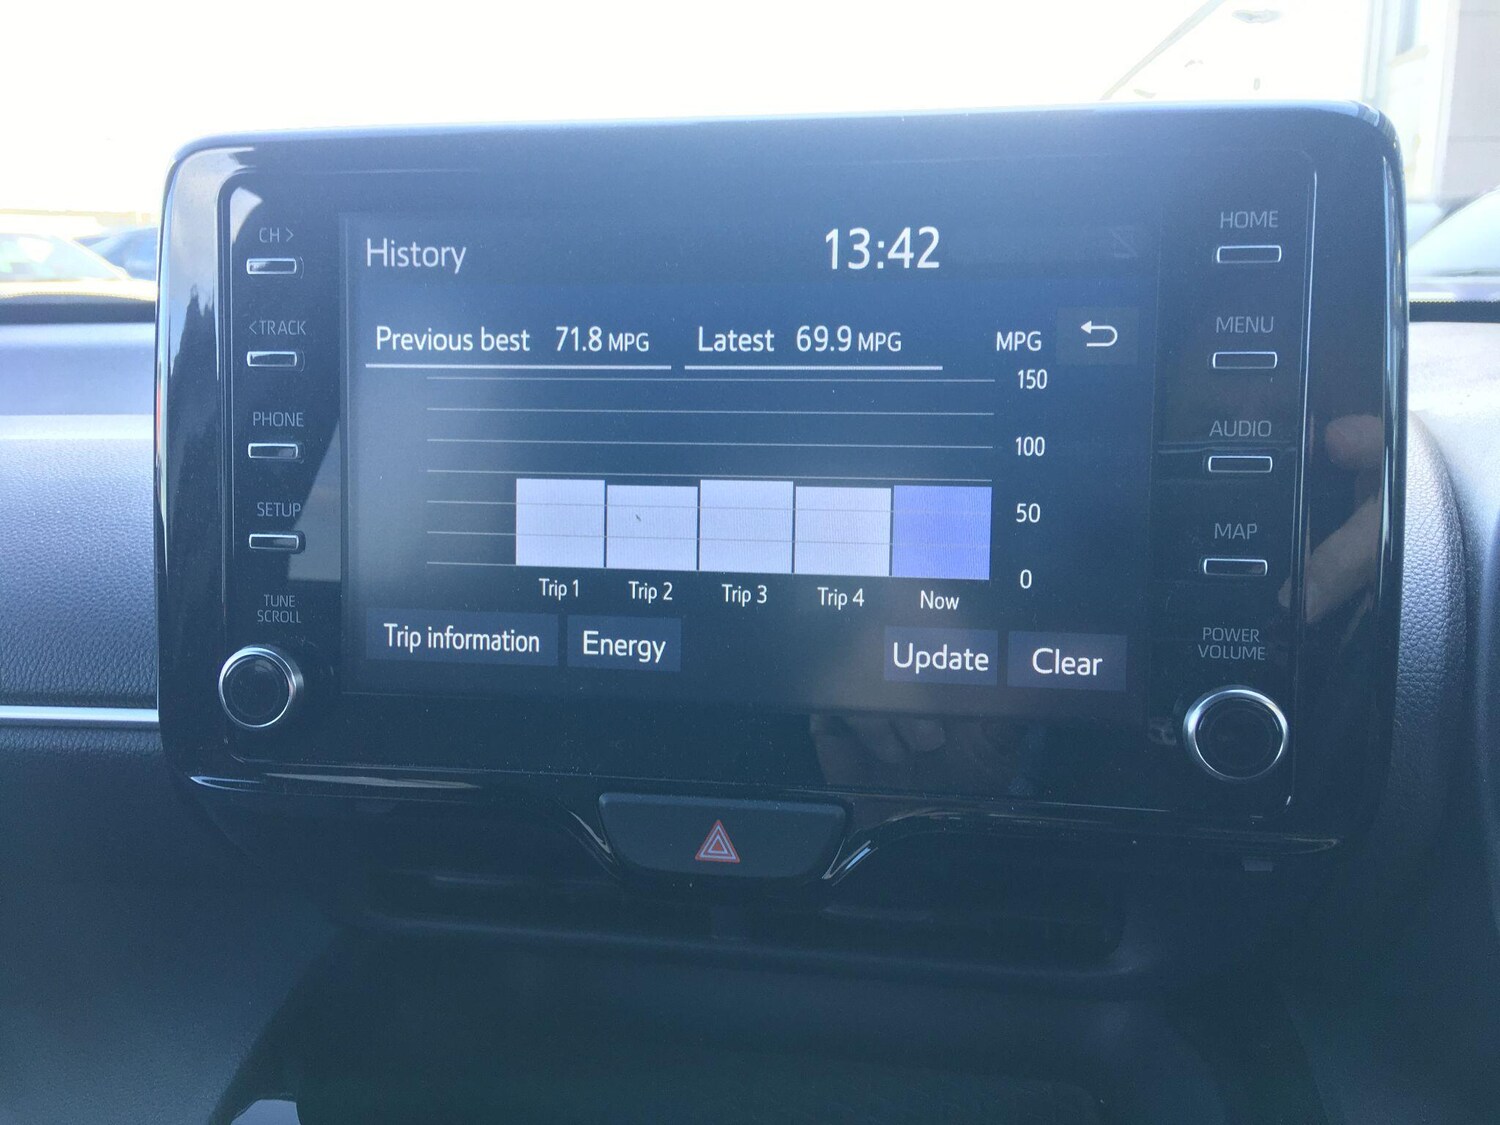 CH >
< TRACK
PHONE
SETUP
TUNE
SCROLL
History
13:42
Previous best 71.8 MPG
Latest 69.9 MPG
MPG
150
100
50
0
Trip 1
Trip 2
Trip 3
Trip 4
Now
Trip information
Energy
Update
Clear
HOME
MENU
AUDIO
MAP
POWER
VOLUME